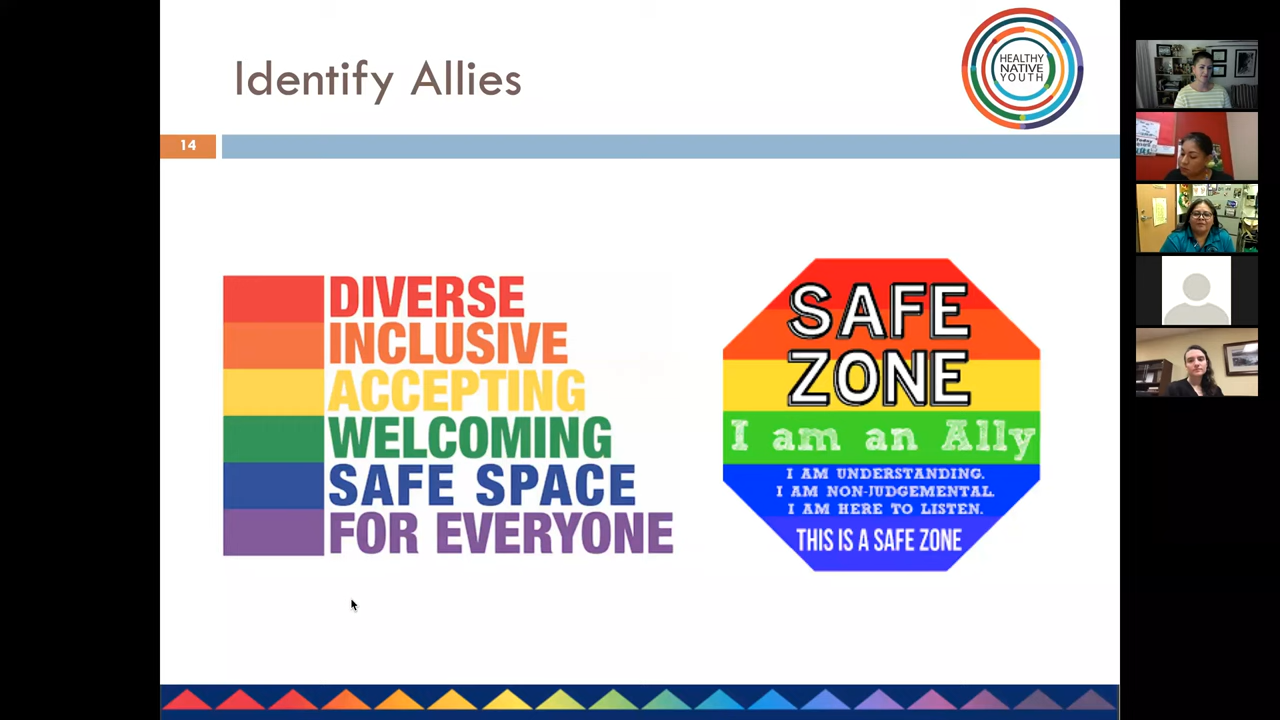 Identify Allies
HEALTHY
NATIVE
YOUTH
14
DIVERSE
INCLUSIVE
ACCEPTING
WELCOMING
SAFE SPACE
FOR EVERYONE
SAFE
ZONE
I am an Ally
I AM UNDERSTANDING.
I AM NON-JUDGEMENTAL.
I AM HERE TO LISTEN.
THIS IS A SAFE ZONE